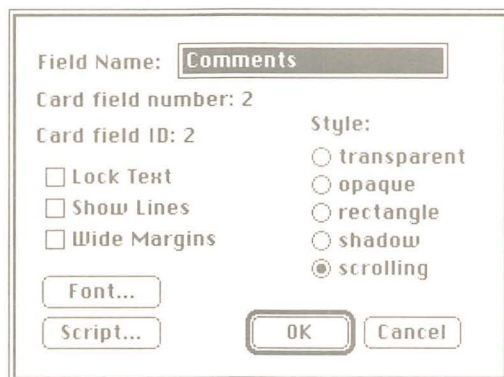 Field Name: Comments
Card field number: 2
Card field ID: 2
Lock Text
Show Lines
Wide Margins
Style:
transparent
opaque
rectangle
shadow
scrolling
Font...
Script...
OK
Cancel